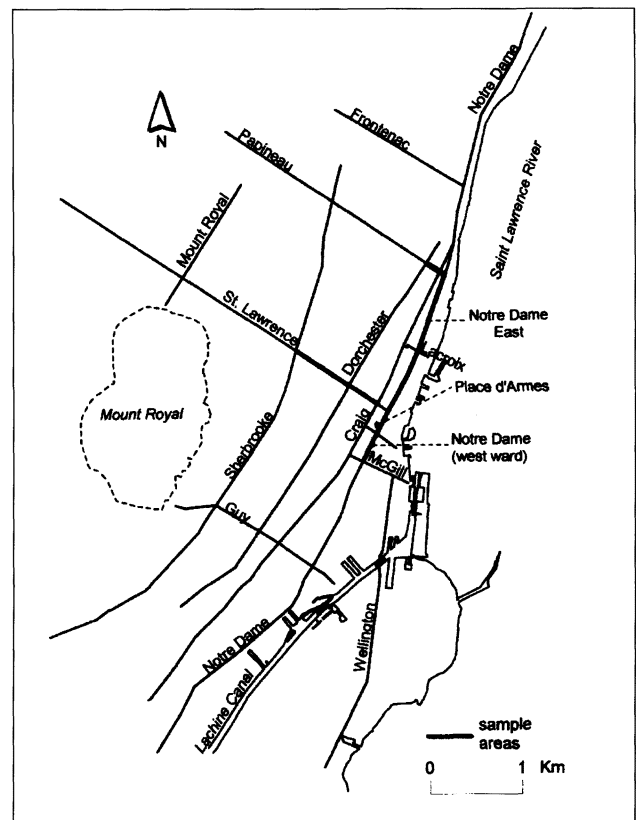 Notre Dame
Frontenac
Papineau
N
Saint Lawrence River
Mount Royal
St. Lawrence
Dorchester
Notre Dame
East
Lacroix
Place d'Armes
Mount Royal
Craig
Notre Dame
(west ward)
McGill
Sherbrooke
Guy
Notre Dame
Wellington
Lachine Canal
sample
areas
0 1 Km